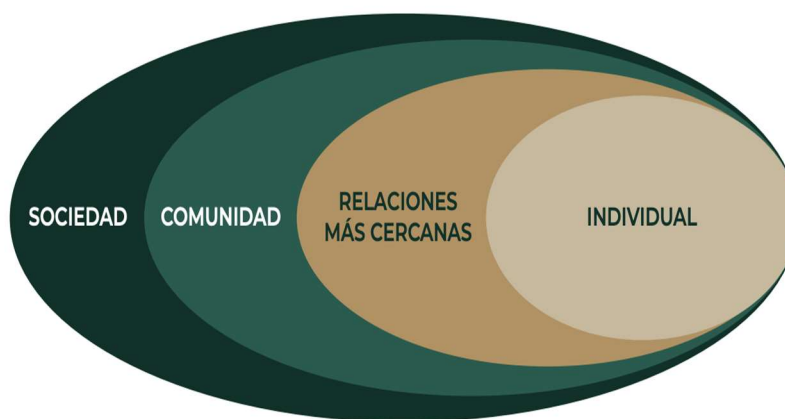 SOCIEDAD
COMUNIDAD
RELACIONES
MÁS CERCANAS
INDIVIDUAL